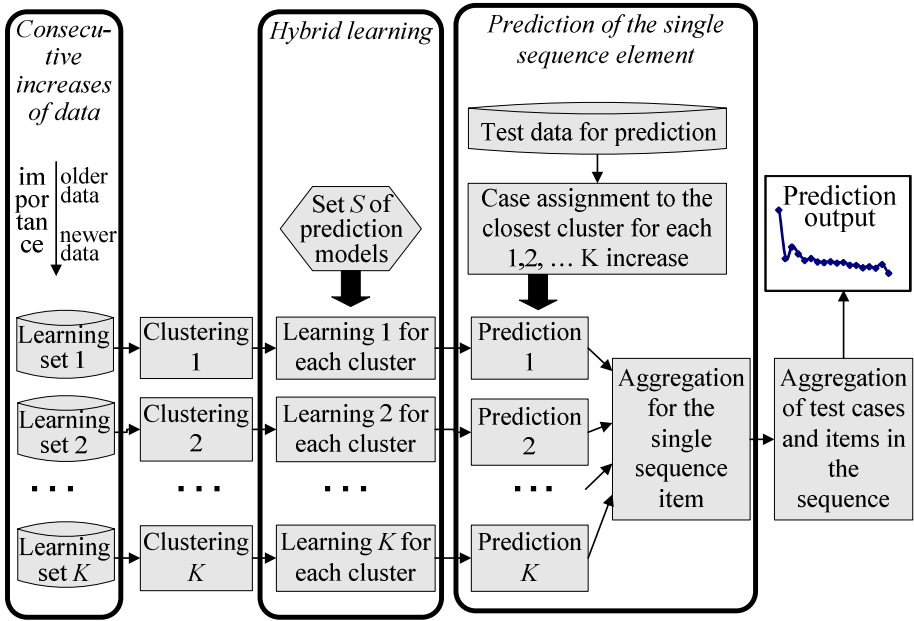 Consecu-
tive
increases
of data
im
por
tan
ce
older
data
newer
data
Learning
set 1
Learning
set 2
...
Learning
set K
Clustering
1
Clustering
2
...
Clustering
K
Hybrid learning
Set S of
prediction
models
Learning 1 for
each cluster
Learning 2 for
each cluster
...
Learning K for
each cluster
Prediction of the single
sequence element
Test data for prediction
Case assignment to the
closest cluster for each
1,2, … K increase
Prediction
1
Prediction
2
...
Prediction
K
Aggregation
for the
single
sequence
item
Aggregation
of test cases
and items in
the
sequence
Prediction
output